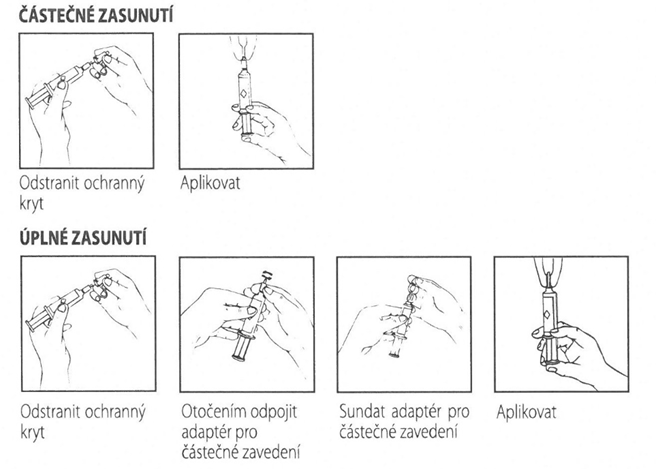 ČÁSTEČNÉ ZASUNUTÍ
Odstranit ochranný
kryt
Aplikovat
ÚPLNÉ ZASUNUTÍ
Odstranit ochranný
kryt
Otočením odpojit
adaptér pro
částečné zavedení
Sundat adaptér pro
částečné zavedení
Aplikovat